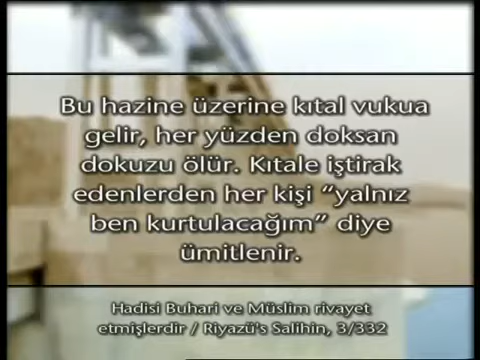 Bu hazine üzerine kıtal vukua
gelir, her yüzden doksan
dokuzu ölür. Kıtale iştirak
edenlerden her kişi “yalnız
ben kurtulacağım” diye
ümitlenir.
Hadisi Buhari ve Müslim rivayet
etmişlerdir / Riyazü's Salihin, 3/332